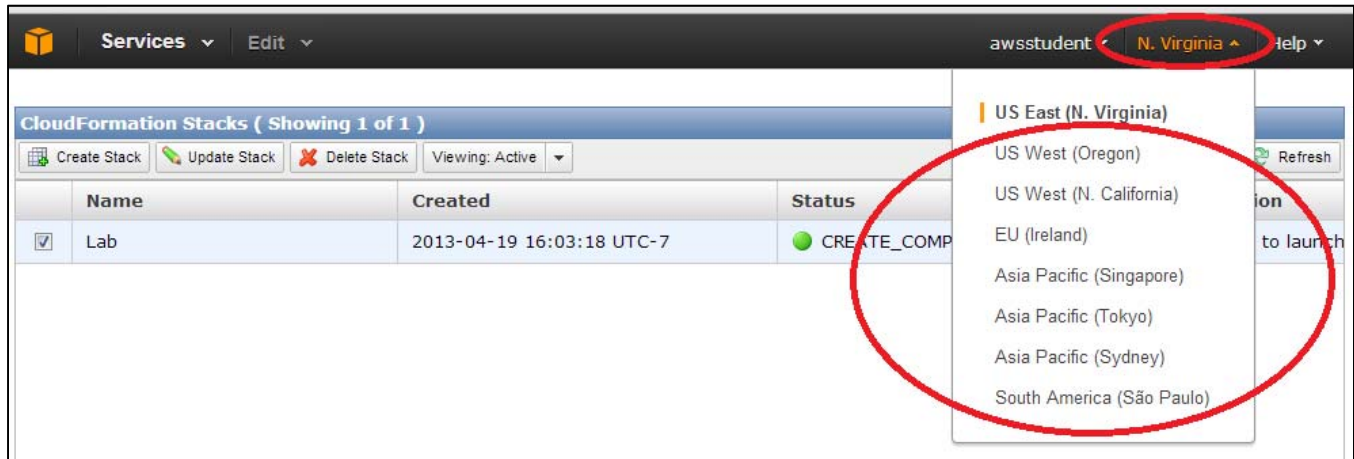 Services Edit awsstudent N. Virginia Help
CloudFormation Stacks ( Showing 1 of 1 )
Create Stack Update Stack Delete Stack Viewing: Active Refresh
Name Created Status
Lab 2013-04-19 16:03:18 UTC-7 CREATE_COMP to launch
US East (N. Virginia)
US West (Oregon)
US West (N. California)
EU (Ireland)
Asia Pacific (Singapore)
Asia Pacific (Tokyo)
Asia Pacific (Sydney)
South America (São Paulo)